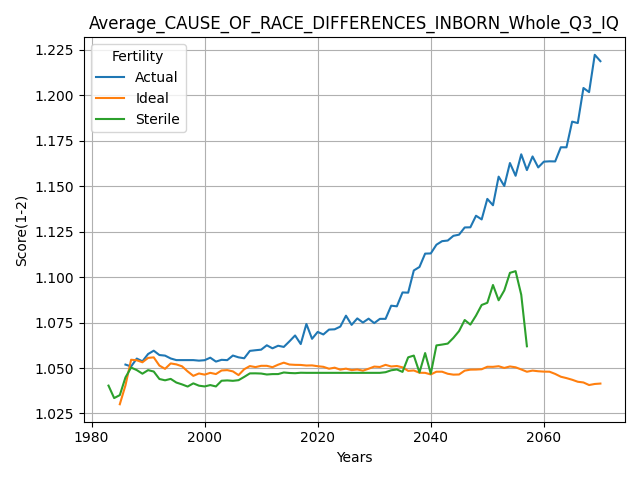 Average_CAUSE_OF_RACE_DIFFERENCES_INBORN_Whole_Q3_IQ
Fertility
Actual
Ideal
Sterile
1.225
1.200
1.175
1.150
1.125
1.100
1.075
1.050
1.025
Score(1-2)
1980
2000
2020
2040
2060
Years